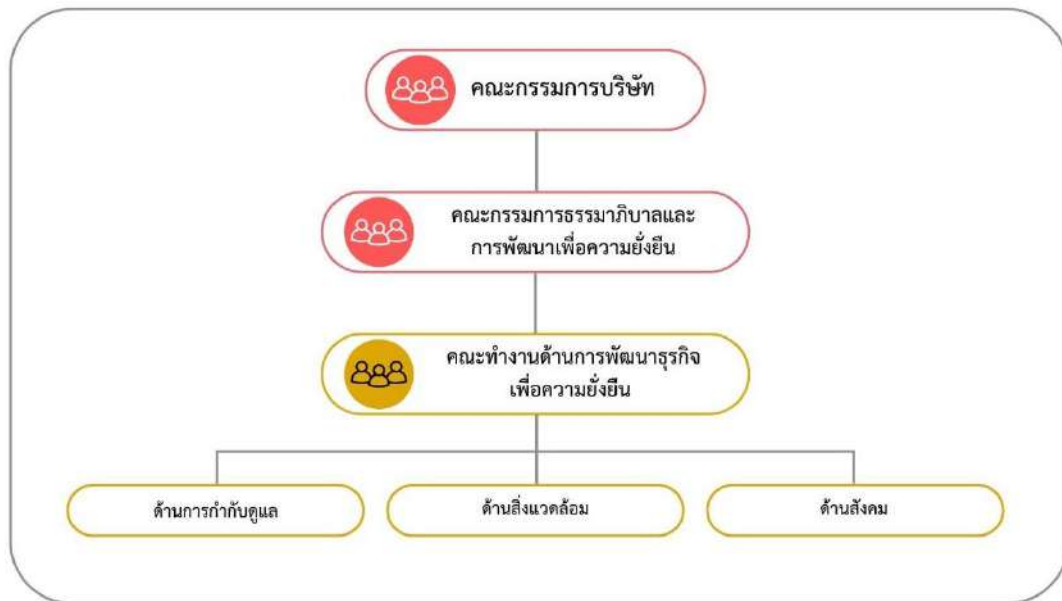 คณะกรรมการบริษัท
คณะกรรมการธรรมาภิบาลและ
การพัฒนาเพื่อความยั่งยืน
คณะทำงานด้านการพัฒนาธุรกิจ
เพื่อความยั่งยืน
ด้านการกำกับดูแล
ด้านสิ่งแวดล้อม
ด้านสังคม